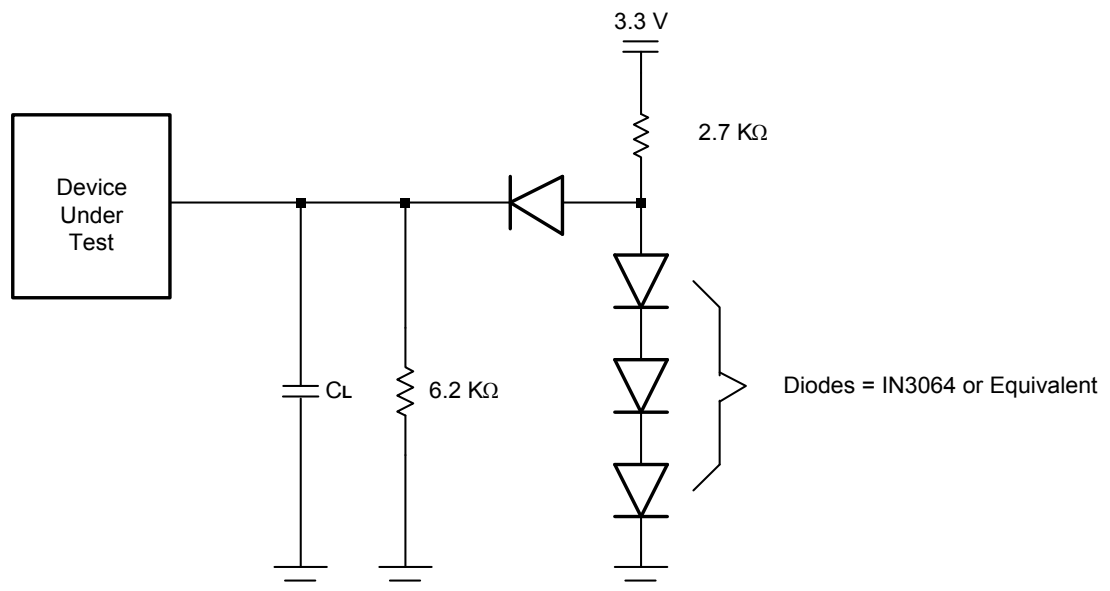 3.3 V
2.7 KΩ
Device
Under
Test
CL
6.2 KΩ
Diodes = IN3064 or Equivalent